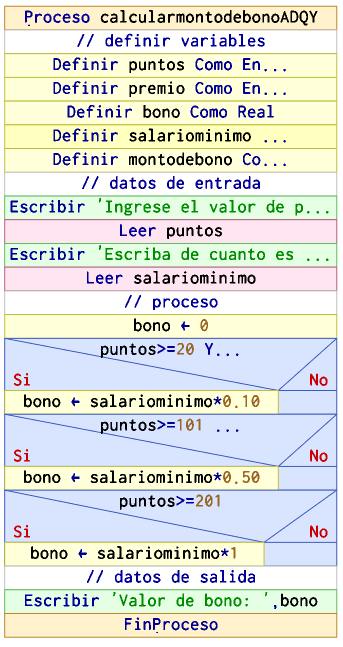 Proceso calcularmontodebonoADQY
// definir variables
Definir puntos Como En...
Definir premio Como En...
Definir bono Como Real
Definir salariominimo ...
Definir montodebono Co...
// datos de entrada
Escribir 'Ingrese el valor de p...
Leer puntos
Escribir 'Escriba de cuanto es ...
Leer salariominimo
// proceso
bono ← 0
puntos>=20 Y...
Si No
bono ← salariominimo*0.10
puntos>=101 ...
Si No
bono ← salariominimo*0.50
puntos>=201
Si No
bono ← salariominimo*1
// datos de salida
Escribir 'Valor de bono: ',bono
FinProceso